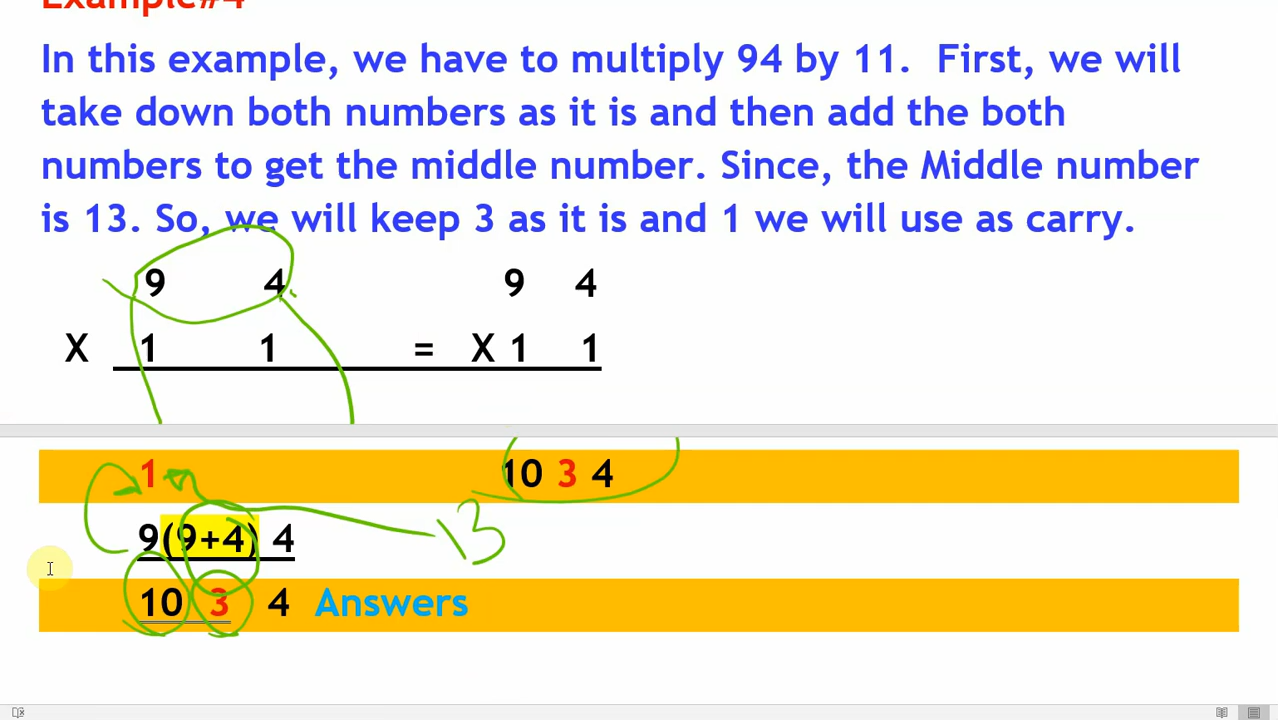 Example#4
In this example, we have to multiply 94 by 11. First, we will
take down both numbers as it is and then add the both
numbers to get the middle number. Since, the Middle number
is 13. So, we will keep 3 as it is and 1 we will use as carry.
9 4 9 4
X 1 1 = X 1 1
1 10 3 4
9(9+4) 4 13
10 3 4 Answers